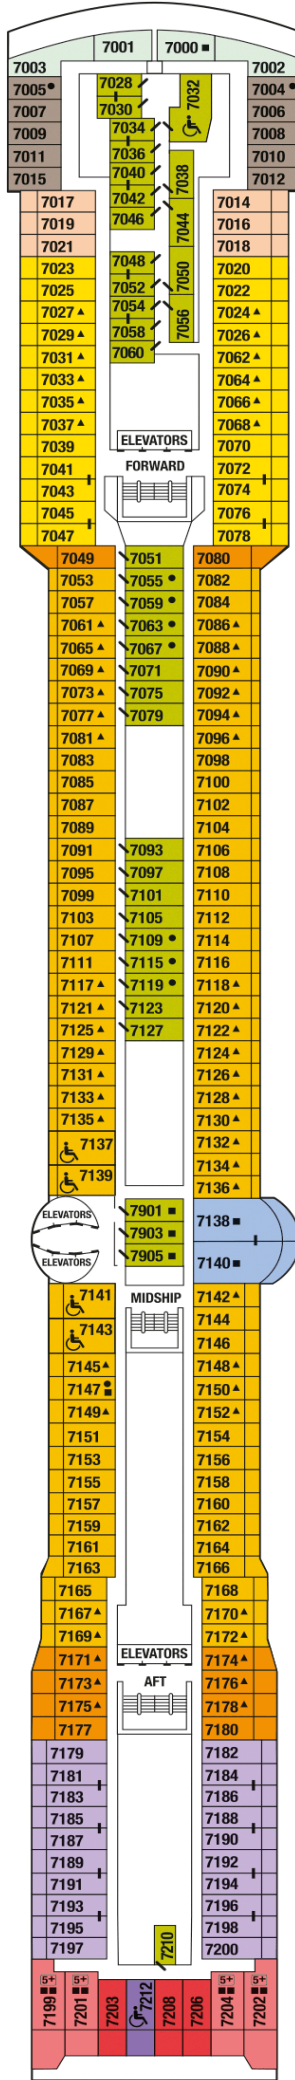 7001 7000 ■
7003 7002
7005 ● 7028 7032 7004 ●
7007 7030 7006
7009 7034 7008
7011 7036 7010
7015 7040 7038 7012
7017 7042 7014
7019 7046 7044 7016
7021 7018
7023 7048 7050 7020
7025 7052 7022
7027 ▲ 7054 7056 7024 ▲
7029 ▲ 7058 7026 ▲
7031 ▲ 7060 7062 ▲
7033 ▲ 7064 ▲
7035 ▲ 7066 ▲
7037 ▲ 7068 ▲
7039 ELEVATORS 7070
7041 FORWARD 7072
7043 7074
7045 7076
7047 7078
7049 7051 7080
7053 7055 ● 7082
7057 7059 ● 7084
7061 ▲ 7063 ● 7086 ▲
7065 ▲ 7067 ● 7088 ▲
7069 ▲ 7071 7090 ▲
7073 ▲ 7075 7092 ▲
7077 ▲ 7079 7094 ▲
7081 ▲ 7096 ▲
7083 7098
7085 7100
7087 7102
7089 7104
7091 7093 7106
7095 7097 7108
7099 7101 7110
7103 7105 7112
7107 7109 ● 7114
7111 7115 ● 7116
7117 ▲ 7119 ● 7118 ▲
7121 ▲ 7123 7120 ▲
7125 ▲ 7127 7122 ▲
7129 ▲ 7124 ▲
7131 ▲ 7126 ▲
7133 ▲ 7128 ▲
7135 ▲ 7130 ▲
7137 7132 ▲
7139 7134 ▲
7136 ▲
ELEVATORS 7901 ■ 7138 ■
7903 ■
ELEVATORS 7905 ■ 7140 ■
7141 MIDSHIP 7142 ▲
7144
7143 7146
7145 ▲ 7148 ▲
7147 ●■ 7150 ▲
7149 ▲ 7152 ▲
7151 7154
7153 7156
7155 7158
7157 7160
7159 7162
7161 7164
7163 7166
7165 7168
7167 ▲ 7170 ▲
7169 ▲ 7172 ▲
7171 ▲ ELEVATORS 7174 ▲
7173 ▲ AFT 7176 ▲
7175 ▲ 7178 ▲
7177 7180
7179 7182
7181 7184
7183 7186
7185 7188
7187 7190
7189 7192
7191 7194
7193 7196
7195 7198
7197 7210 7200
5+ 5+ 5+ 5+
7199 ■■ 7201 ■■ 7203 7212 7208 7206 7204 ■■ 7202 ■■